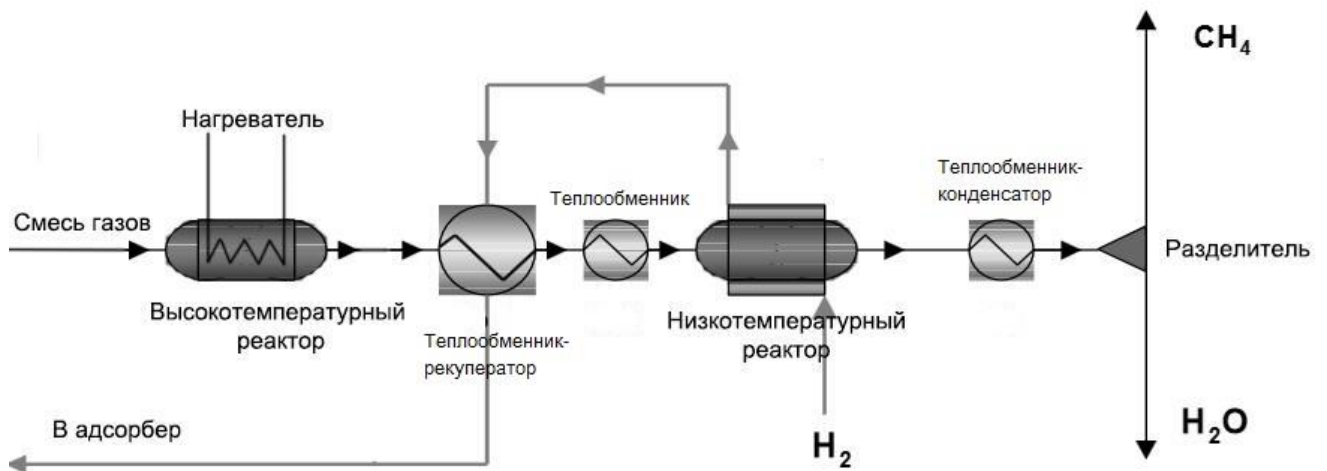 CH4
Нагреватель
Смесь газов
Высокотемпературный
реактор
Теплообменник-
рекуператор
Теплообменник
Низкотемпературный
реактор
Теплообменник-
конденсатор
Разделитель
В адсорбер
H2
H2O